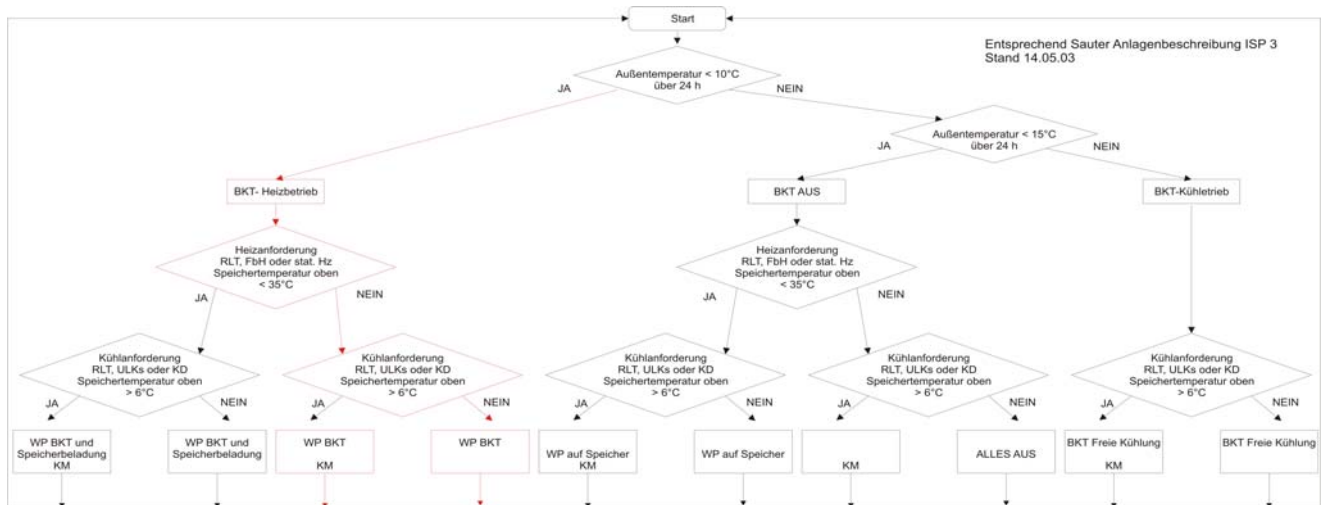 Start
Entsprechend Sauter Anlagenbeschreibung ISP 3
Stand 14.05.03
Außentemperatur < 10°C
über 24 h
JA
NEIN
Außentemperatur < 15°C
über 24 h
JA
NEIN
BKT- Heizbetrieb
BKT AUS
BKT-Kühletrieb
Heizanforderung
RLT, FbH oder stat. Hz
Speichertemperatur oben
< 35°C
JA
NEIN
Heizanforderung
RLT, FbH oder stat. Hz
Speichertemperatur oben
< 35°C
JA
NEIN
Kühlanforderung
RLT, ULKs oder KD
Speichertemperatur oben
> 6°C
JA
NEIN
Kühlanforderung
RLT, ULKs oder KD
Speichertemperatur oben
> 6°C
JA
NEIN
Kühlanforderung
RLT, ULKs oder KD
Speichertemperatur oben
> 6°C
JA
NEIN
Kühlanforderung
RLT, ULKs oder KD
Speichertemperatur oben
> 6°C
JA
NEIN
Kühlanforderung
RLT, ULKs oder KD
Speichertemperatur oben
> 6°C
JA
NEIN
WP BKT und
Speicherbeladung
KM
WP BKT und
Speicherbeladung
WP BKT
KM
WP BKT
WP auf Speicher
KM
WP auf Speicher
KM
ALLES AUS
BKT Freie Kühlung
KM
BKT Freie Kühlung